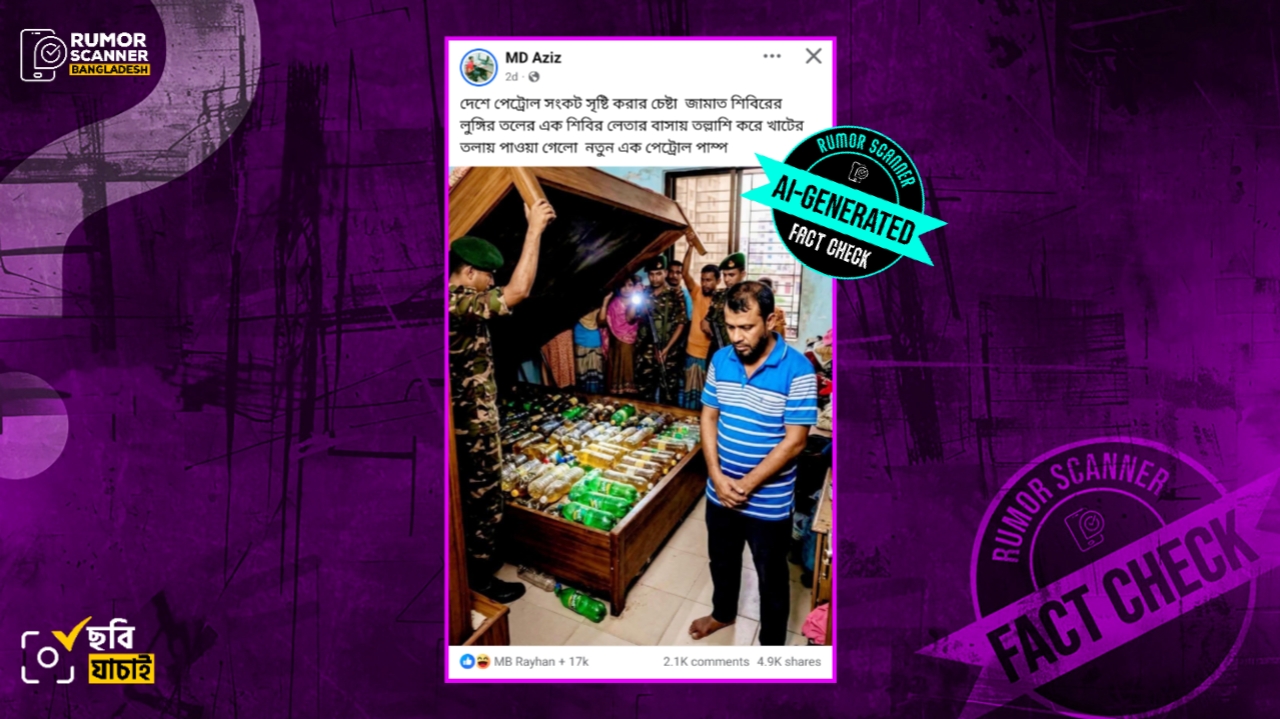 RUMOR
SCANNER
BANGLADESH
MD Aziz
2d
দেশে পেট্রোল সংকট সৃষ্টি করার চেষ্টা জামাত শিবিরের
লুঙ্গির তলের এক শিবির লেতার বাসায় তল্লাশি করে খাটের
তলায় পাওয়া গেলো নতুন এক পেট্রোল পাম্প
RUMOR SCANNER
AI-GENERATED
FACT CHECK
MB Rayhan + 17k
2.1K comments 4.9K shares
ছবি
যাচাই
RUMOR SCANNER
FACT CHECK